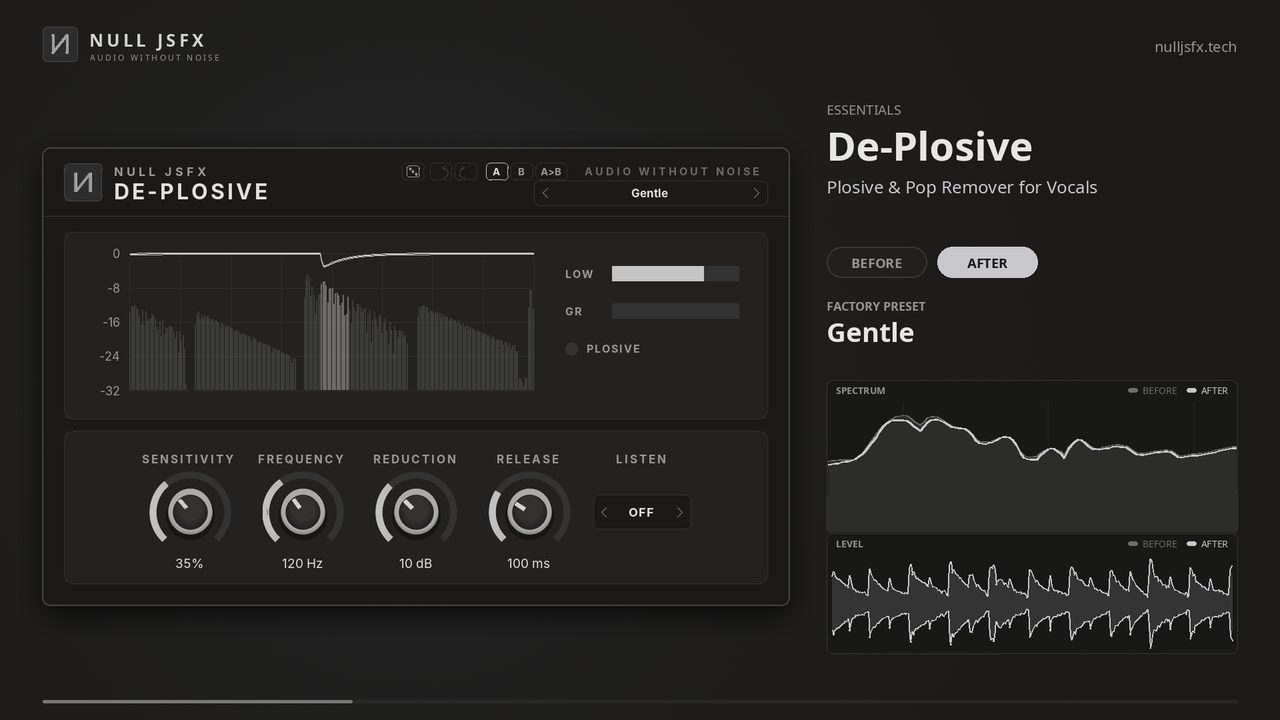 NULL JSFX
AUDIO WITHOUT NOISE
nulljsfx.tech
NULL JSFX
DE-PLOSIVE
A B A>B
AUDIO WITHOUT NOISE
Gentle
0
-8
-16
-24
-32
LOW
GR
PLOSIVE
SENSITIVITY FREQUENCY REDUCTION RELEASE LISTEN
OFF
35% 120 Hz 10 dB 100 ms
ESSENTIALS
De-Plosive
Plosive & Pop Remover for Vocals
BEFORE AFTER
FACTORY PRESET
Gentle
SPECTRUM BEFORE AFTER
LEVEL BEFORE AFTER